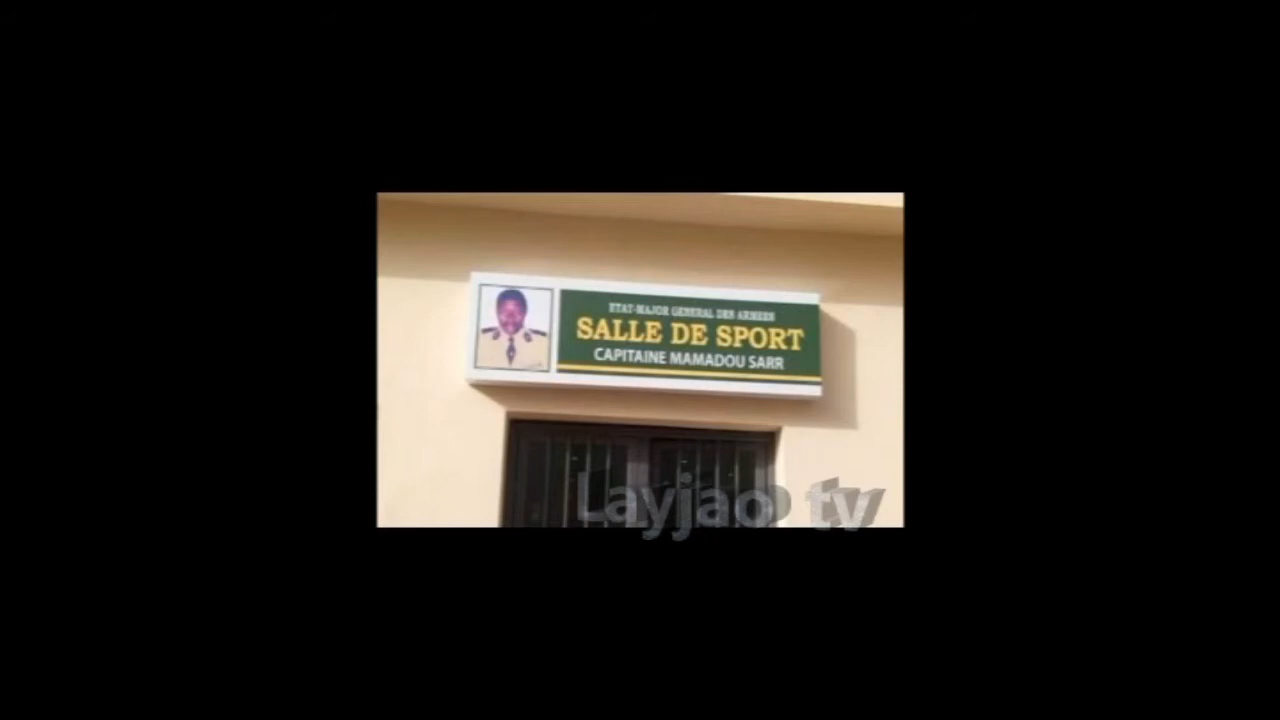 ETAT-MAJOR GENERAL DES ARMEES
SALLE DE SPORT
CAPITAINE MAMADOU SARR
Layjao tv